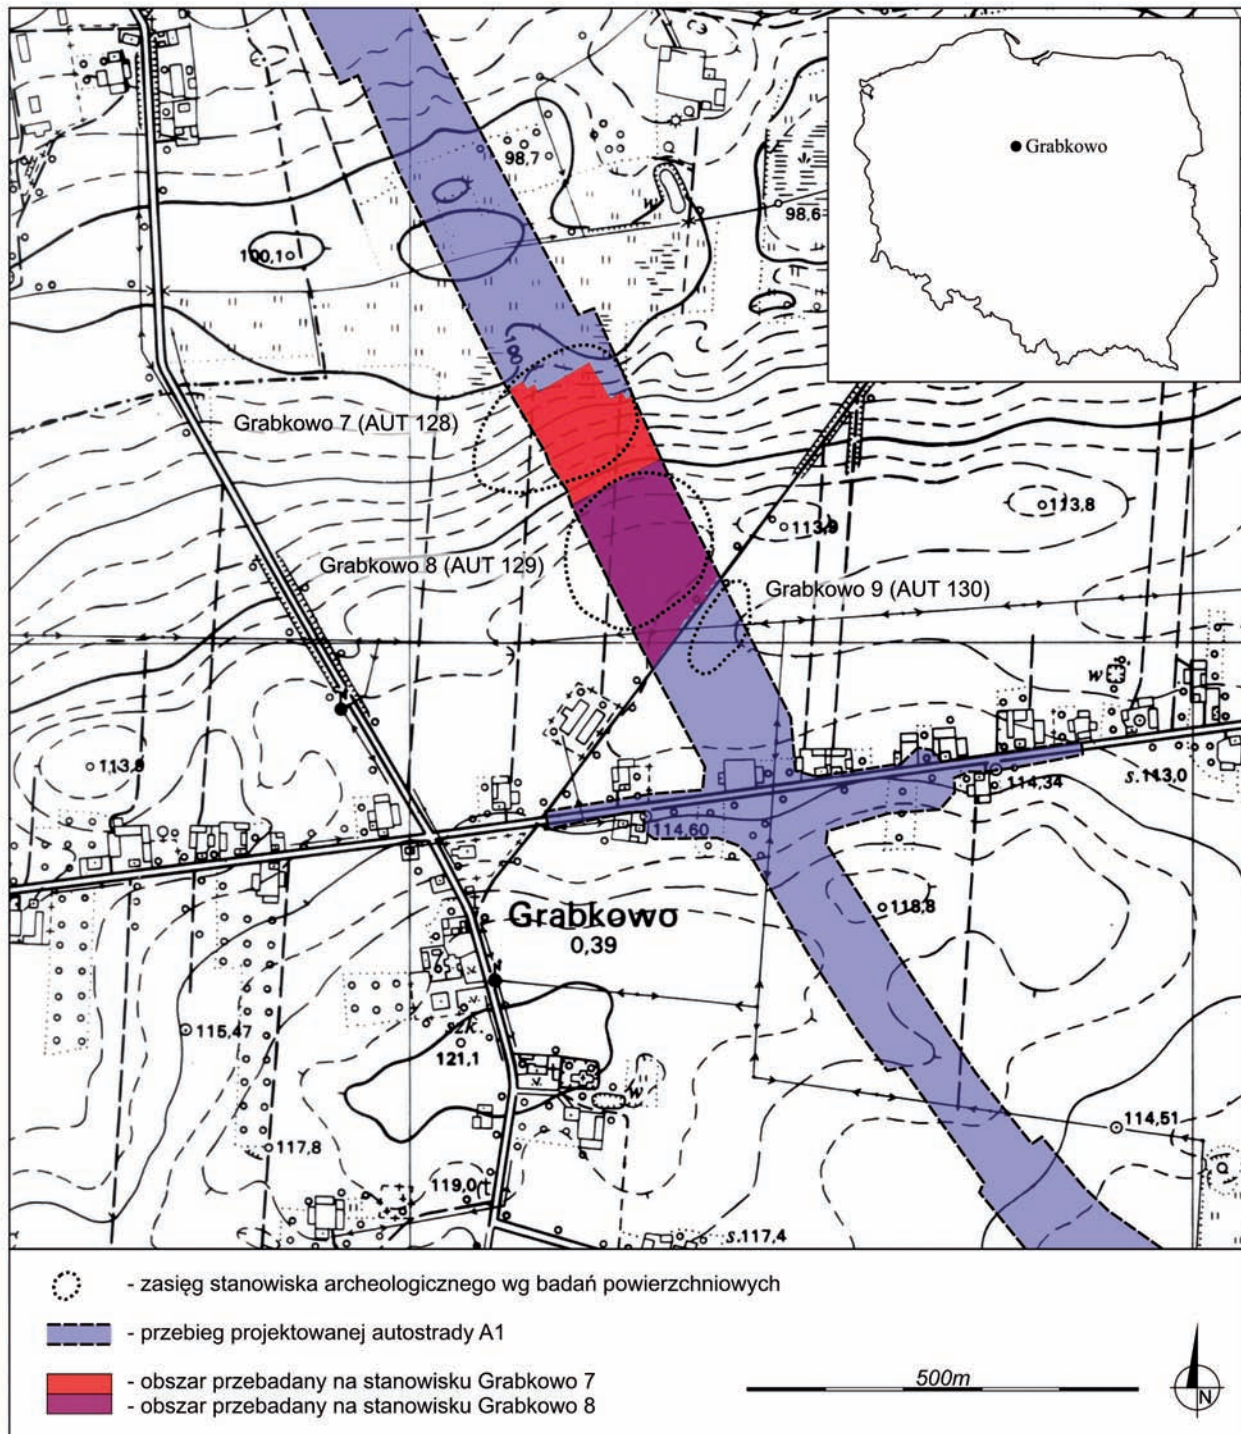 Grabkowo
98,7
w
98,6
100,1
100
Grabkowo 7 (AUT 128)
113,8
113,9
Grabkowo 8 (AUT 129)
Grabkowo 9 (AUT 130)
w
113,8
s.113,0
114,34
114,60
Grabkowo
0,39
118,8
115,47
szk.
121,1
w
114,51
117,8
119,0
s.117,4
- zasięg stanowiska archeologicznego wg badań powierzchniowych
- przebieg projektowanej autostrady A1
- obszar przebadany na stanowisku Grabkowo 7
- obszar przebadany na stanowisku Grabkowo 8
500m
N